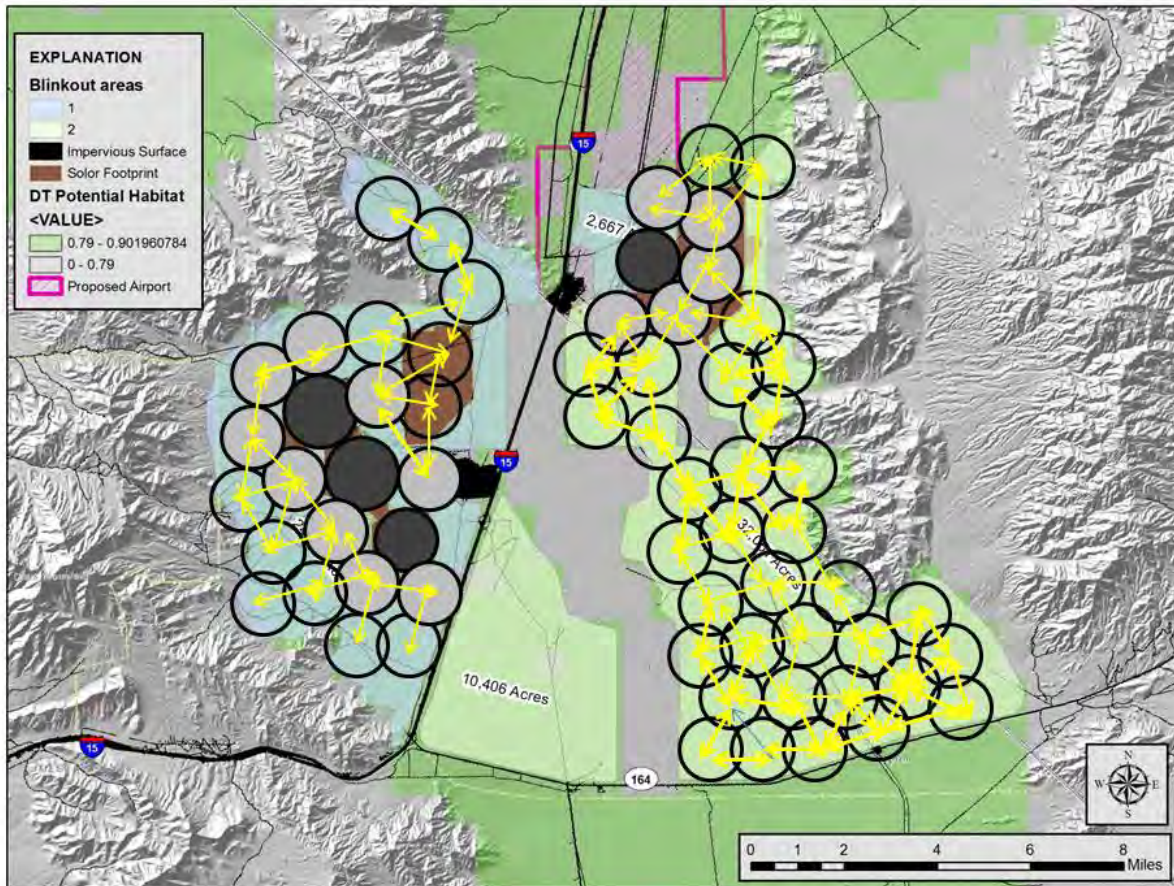 EXPLANATION
Blinkout areas
1
2
Impervious Surface
Solor Footprint
DT Potential Habitat
<VALUE>
0.79 - 0.901960784
0 - 0.79
Proposed Airport
15
2,667
15
Acres
10,406 Acres
15
164
N
W E
S
0 1 2 4 6 8
Miles